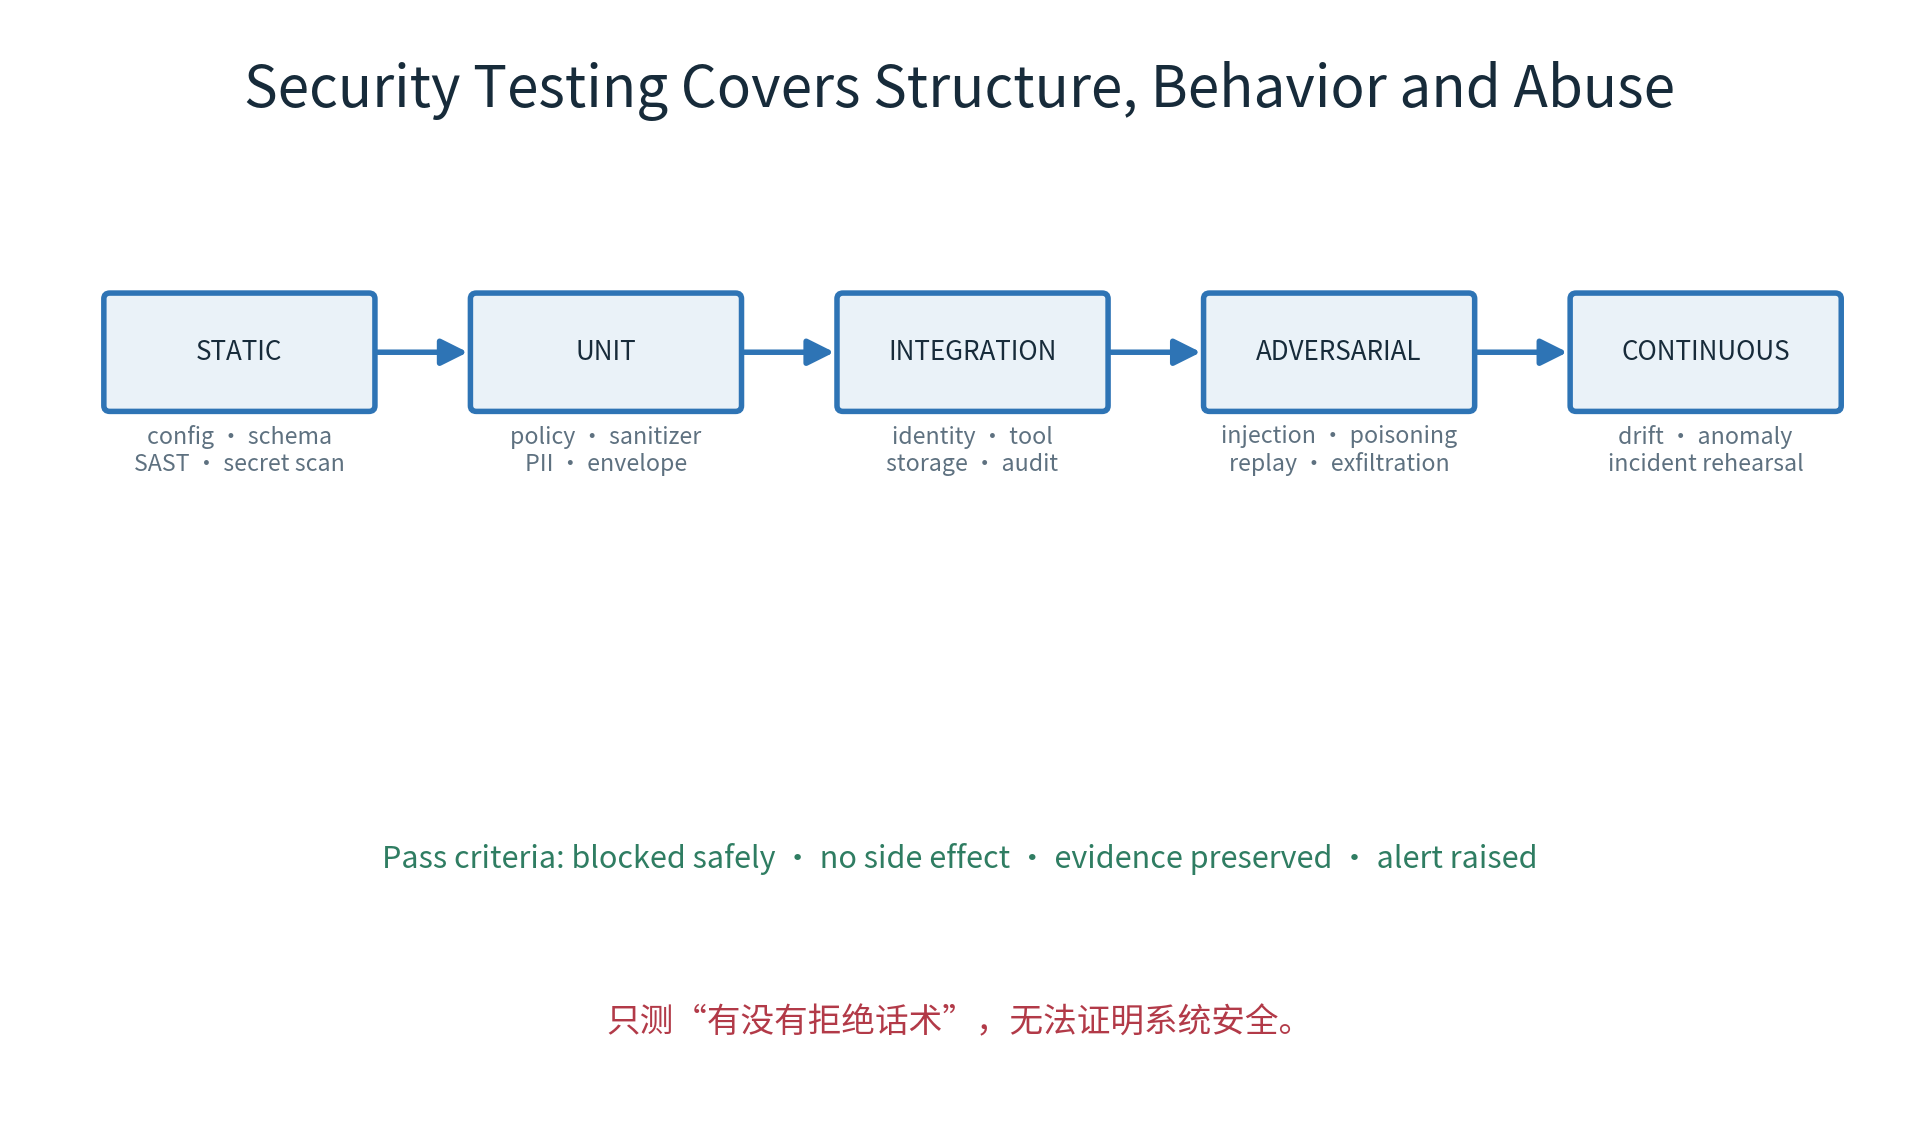 Security Testing Covers Structure, Behavior and Abuse
STATIC
config • schema
SAST • secret scan
UNIT
policy • sanitizer
PII • envelope
INTEGRATION
identity • tool
storage • audit
ADVERSARIAL
injection • poisoning
replay • exfiltration
CONTINUOUS
drift • anomaly
incident rehearsal
Pass criteria: blocked safely • no side effect • evidence preserved • alert raised
只测“有没有拒绝话术”，无法证明系统安全。